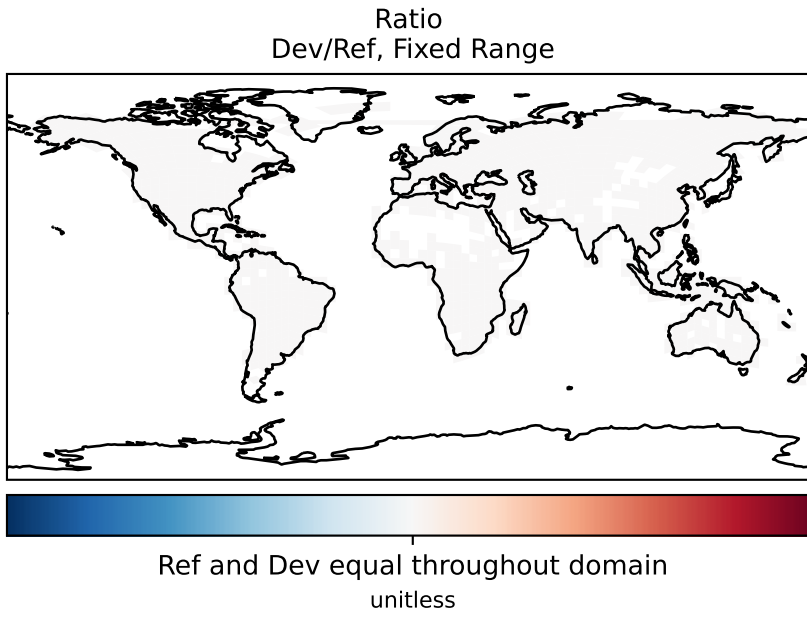 Ratio
Dev/Ref, Fixed Range
Ref and Dev equal throughout domain
unitless